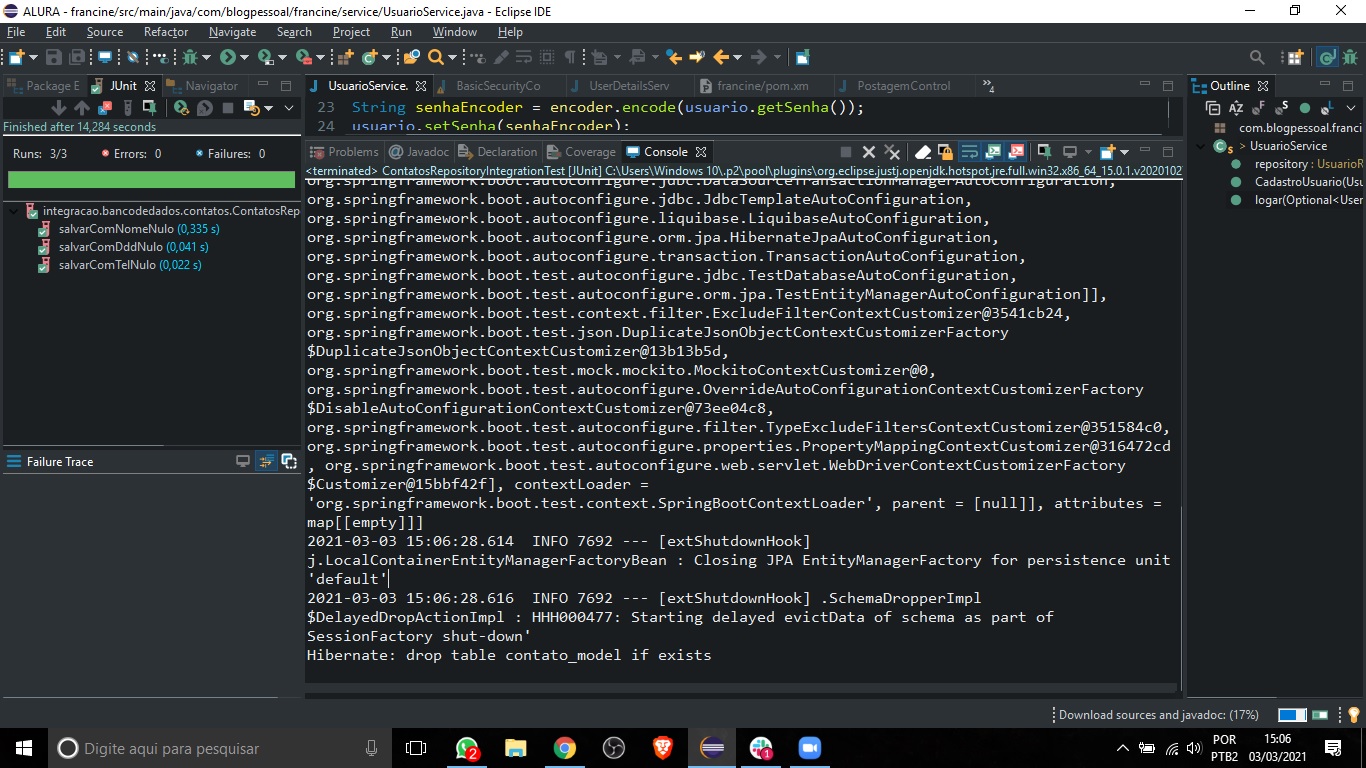 ALURA - francine/src/main/java/com/blogpessoal/francine/service/UsuarioService.java - Eclipse IDE
File Edit Source Refactor Navigate Search Project Run Window Help
Package E JUnit Navigator
Finished after 14,284 seconds
Runs: 3/3 Errors: 0 Failures: 0
integracao.bancodedados.contatos.ContatosRep
salvarComNomeNulo (0,335 s)
salvarComDddNulo (0,041 s)
salvarComTelNulo (0,022 s)
Failure Trace
UsuarioService. BasicSecurityCo UserDetailsServ francine/pom.xm PostagemControl »4
23 String senhaEncoder = encoder.encode(usuario.getSenha());
24 usuario.setSenha(senhaEncoder);
Problems Javadoc Declaration Coverage Console
<terminated> ContatosRepositoryIntegrationTest [JUnit] C:\Users\Windows 10\.p2\pool\plugins\org.eclipse.justj.openjdk.hotspot.jre.full.win32.x86_64_15.0.1.v2020102
org.springframework.boot.autoconfigure.jdbc.DataSourceTransactionManagerAutoConfiguration,
org.springframework.boot.autoconfigure.jdbc.JdbcTemplateAutoConfiguration,
org.springframework.boot.autoconfigure.liquibase.LiquibaseAutoConfiguration,
org.springframework.boot.autoconfigure.orm.jpa.HibernateJpaAutoConfiguration,
org.springframework.boot.autoconfigure.transaction.TransactionAutoConfiguration,
org.springframework.boot.test.autoconfigure.jdbc.TestDatabaseAutoConfiguration,
org.springframework.boot.test.autoconfigure.orm.jpa.TestEntityManagerAutoConfiguration]],
org.springframework.boot.test.context.filter.ExcludeFilterContextCustomizer@3541cb24,
org.springframework.boot.test.json.DuplicateJsonObjectContextCustomizerFactory
$DuplicateJsonObjectContextCustomizer@13b13b5d,
org.springframework.boot.test.mock.mockito.MockitoContextCustomizer@0,
org.springframework.boot.test.autoconfigure.OverrideAutoConfigurationContextCustomizerFactory
$DisableAutoConfigurationContextCustomizer@73ee04c8,
org.springframework.boot.test.autoconfigure.filter.TypeExcludeFiltersContextCustomizer@351584c0,
org.springframework.boot.test.autoconfigure.properties.PropertyMappingContextCustomizer@316472cd
, org.springframework.boot.test.autoconfigure.web.servlet.WebDriverContextCustomizerFactory
$Customizer@15bbf42f], contextLoader =
'org.springframework.boot.test.context.SpringBootContextLoader', parent = [null]], attributes =
map[[empty]]]
2021-03-03 15:06:28.614 INFO 7692 --- [extShutdownHook]
j.LocalContainerEntityManagerFactoryBean : Closing JPA EntityManagerFactory for persistence unit
'default'
2021-03-03 15:06:28.616 INFO 7692 --- [extShutdownHook] .SchemaDropperImpl
$DelayedDropActionImpl : HHH000477: Starting delayed evictData of schema as part of
SessionFactory shut-down'
Hibernate: drop table contato_model if exists
Outline
com.blogpessoal.franci
> UsuarioService
repository : UsuarioR
CadastroUsuario(Usu
logar(Optional<User
Download sources and javadoc: (17%)
Digite aqui para pesquisar
2
1
POR
PTB2
15:06
03/03/2021